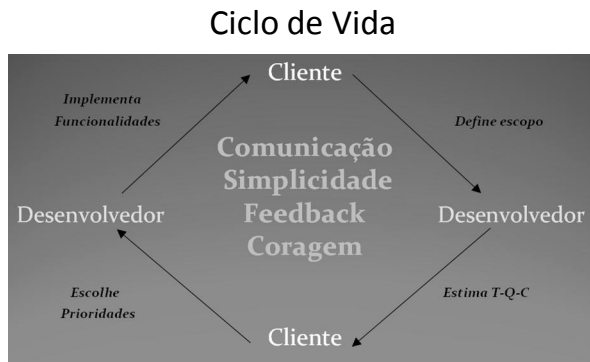 Ciclo de Vida
Cliente
Implementa
Funcionalidades
Define escopo
Comunicação
Simplicidade
Feedback
Coragem
Desenvolvedor
Desenvolvedor
Escolhe
Prioridades
Estima T-Q-C
Cliente